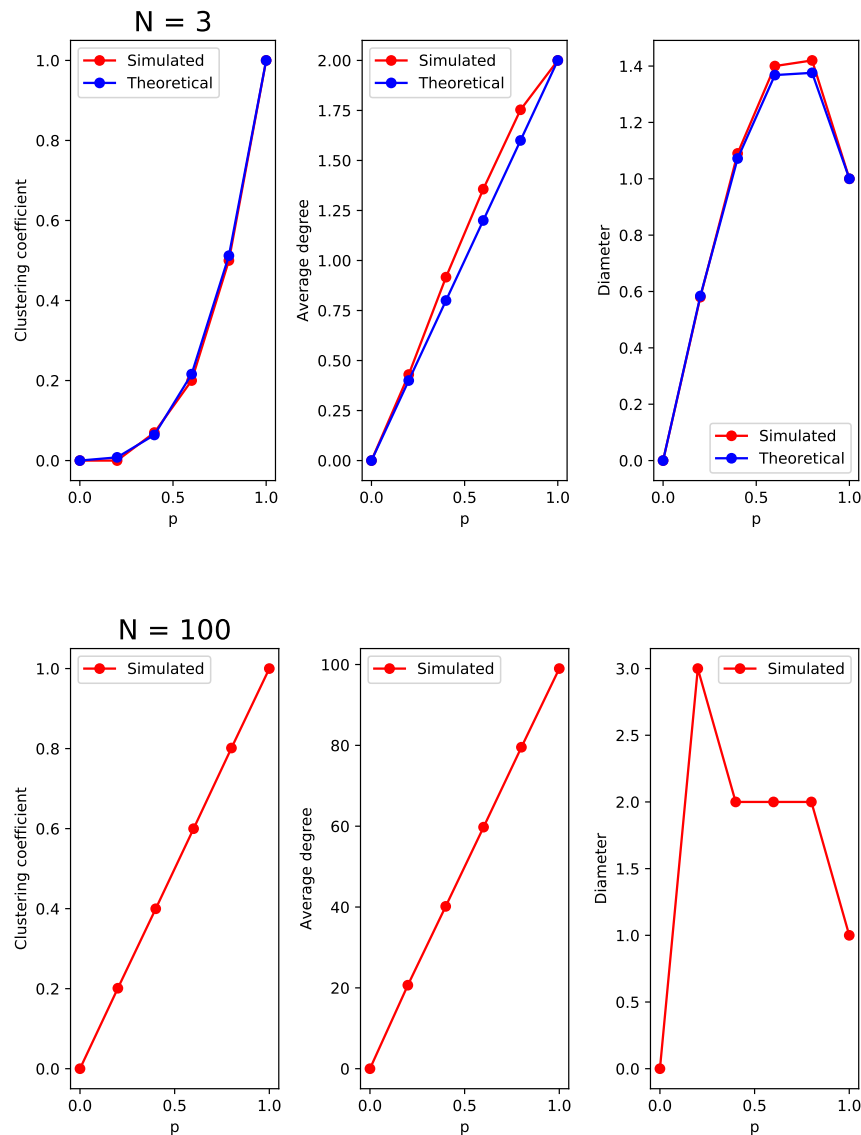 N = 3
Simulated
Theoretical
Clustering coefficient
1.0
0.8
0.6
0.4
0.2
0.0
0.0 0.5 1.0
p
Simulated
Theoretical
Average degree
2.00
1.75
1.50
1.25
1.00
0.75
0.50
0.25
0.00
0.0 0.5 1.0
p
Diameter
1.4
1.2
1.0
0.8
0.6
0.4
0.2
0.0
Simulated
Theoretical
0.0 0.5 1.0
p
N = 100
Simulated
Clustering coefficient
1.0
0.8
0.6
0.4
0.2
0.0
0.0 0.5 1.0
p
Simulated
Average degree
100
80
60
40
20
0
0.0 0.5 1.0
p
Simulated
Diameter
3.0
2.5
2.0
1.5
1.0
0.5
0.0
0.0 0.5 1.0
p